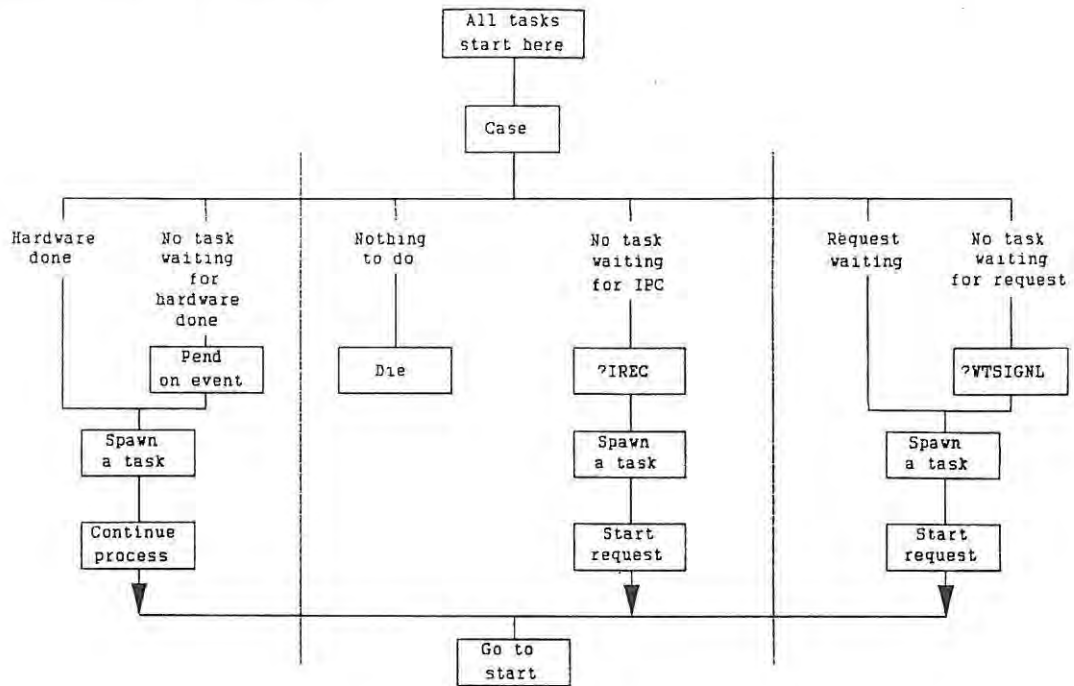 All tasks
start here
Case
Hardware
done
No task
waiting
for
hardware
done
Nothing
to do
No task
waiting
for IPC
Request
waiting
No task
waiting
for request
Pend
on event
Die
?IREC
?WTSIGNL
Spawn
a task
Spawn
a task
Spawn
a task
Continue
process
Start
request
Start
request
Go to
start